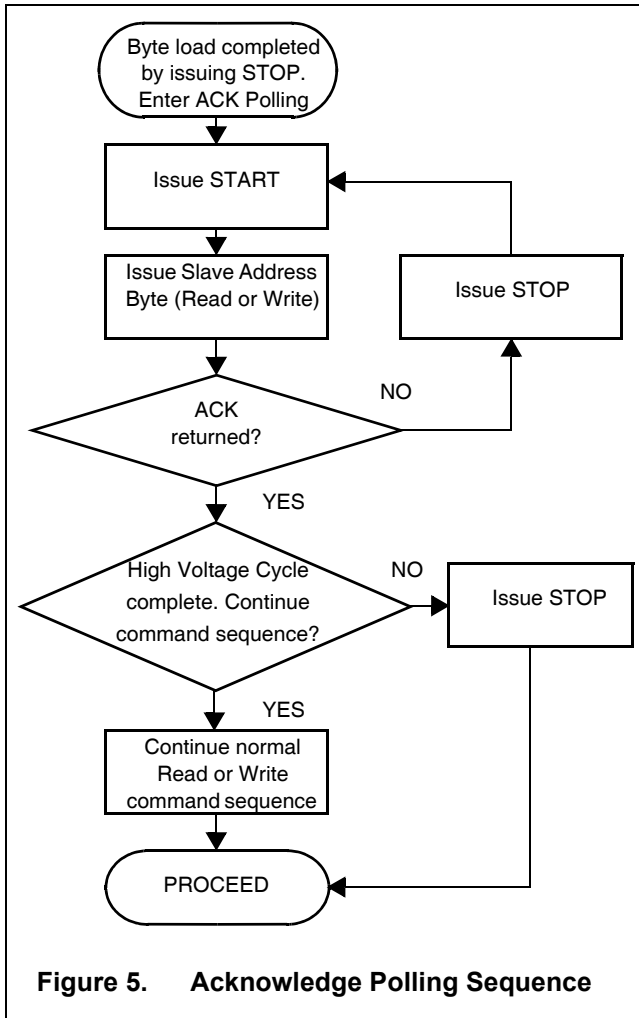 Byte load completed
by issuing STOP.
Enter ACK Polling
Issue START
Issue Slave Address
Byte (Read or Write)
Issue STOP
ACK
returned?
NO
YES
High Voltage Cycle
complete. Continue
command sequence?
NO
Issue STOP
YES
Continue normal
Read or Write
command sequence
PROCEED
Figure 5. Acknowledge Polling Sequence